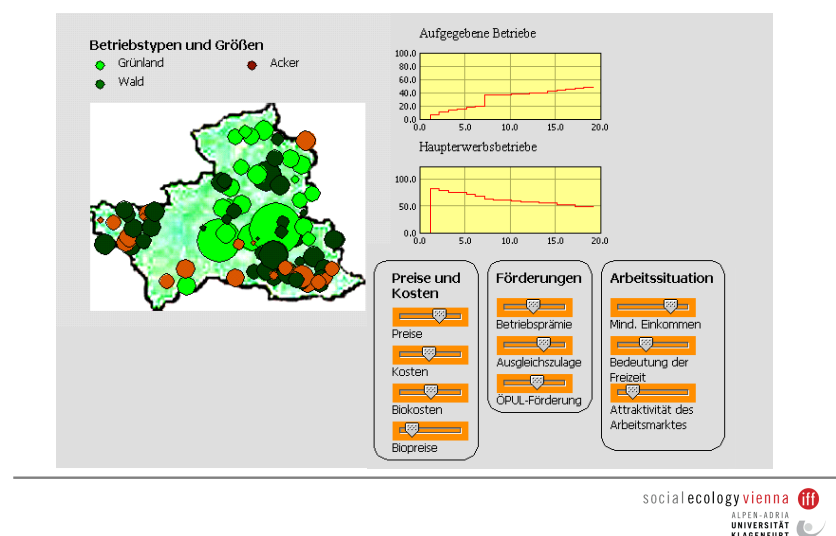 Betriebstypen und Größen
Grünland
Acker
Wald
Aufgegebene Betriebe
100.0
80.0
60.0
40.0
20.0
0.0
0.0 5.0 10.0 15.0 20.0
Haupterwerbsbetriebe
100.0
50.0
0.0
0.0 5.0 10.0 15.0 20.0
Preise und
Kosten
Preise
Kosten
Biokosten
Biopreise
Förderungen
Betriebsprämie
Ausgleichszulage
ÖPUL-Förderung
Arbeitssituation
Mind. Einkommen
Bedeutung der
Freizeit
Attraktivität des
Arbeitsmarktes
socialecology vienna iff
ALPEN-ADRIA
UNIVERSITÄT
KLAGENFURT